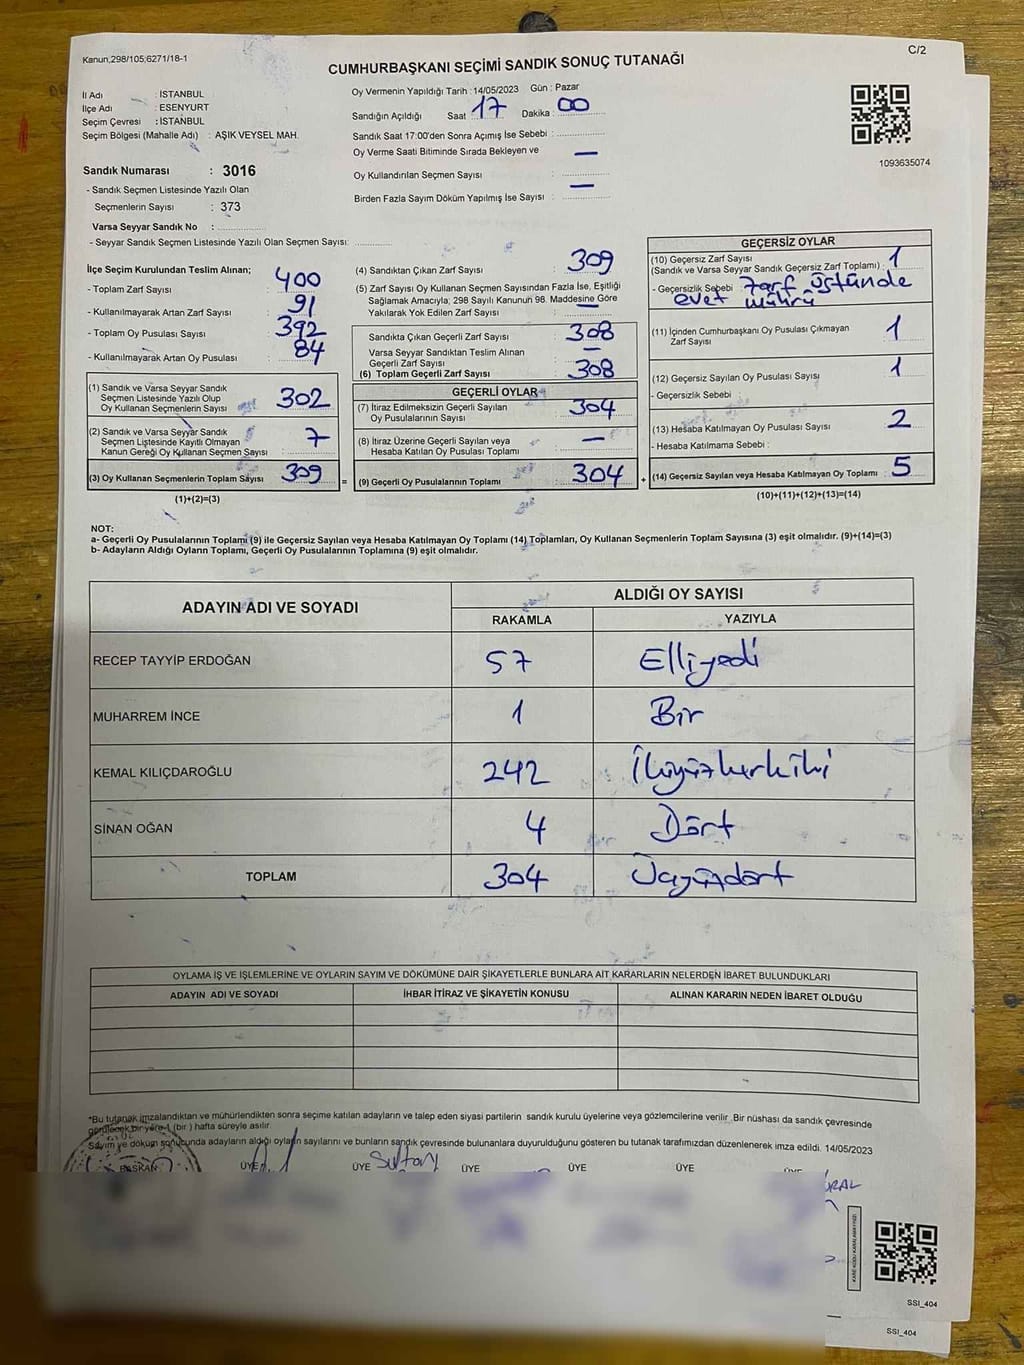 Kanun,298/105;6271/18-1
C/2
CUMHURBAŞKANI SEÇİMİ SANDIK SONUÇ TUTANAĞI
İl Adı : İSTANBUL
İlçe Adı : ESENYURT
Seçim Çevresi : İSTANBUL
Seçim Bölgesi (Mahalle Adı) : AŞIK VEYSEL MAH.
Oy Vermenin Yapıldığı Tarih : 14/05/2023 Gün : Pazar
Sandığın Açıldığı Saat : 17 Dakika : 00
Sandık Saat 17:00'den Sonra Açımış İse Sebebi :
Oy Verme Saati Bitiminde Sırada Bekleyen ve
Oy Kullandırılan Seçmen Sayısı : —
Birden Fazla Sayım Döküm Yapılmış İse Sayısı : —
1093635074
Sandık Numarası : 3016
- Sandık Seçmen Listesinde Yazılı Olan
Seçmenlerin Sayısı : 373
Varsa Seyyar Sandık No :
- Seyyar Sandık Seçmen Listesinde Yazılı Olan Seçmen Sayısı:
İlçe Seçim Kurulundan Teslim Alınan;
- Toplam Zarf Sayısı : 400
- Kullanılmayarak Artan Zarf Sayısı : 91
- Toplam Oy Pusulası Sayısı : 392
- Kullanılmayarak Artan Oy Pusulası : 84
(1) Sandık ve Varsa Seyyar Sandık
Seçmen Listesinde Yazılı Olup
Oy Kullanan Seçmenlerin Sayısı : 302
(2) Sandık ve Varsa Seyyar Sandık
Seçmen Listesinde Kayıtlı Olmayan
Kanun Gereği Oy Kullanan Seçmen Sayısı : 7
(3) Oy Kullanan Seçmenlerin Toplam Sayısı : 309 =
(1)+(2)=(3)
(4) Sandıktan Çıkan Zarf Sayısı : 309
(5) Zarf Sayısı Oy Kullanan Seçmen Sayısından Fazla İse, Eşitliği
Sağlamak Amacıyla; 298 Sayılı Kanunun 98. Maddesine Göre
Yakılarak Yok Edilen Zarf Sayısı : —
Sandıkta Çıkan Geçerli Zarf Sayısı : 308
Varsa Seyyar Sandıktan Teslim Alınan
Geçerli Zarf Sayısı : —
(6) Toplam Geçerli Zarf Sayısı : 308
GEÇERLİ OYLAR
(7) İtiraz Edilmeksizin Geçerli Sayılan
Oy Pusulalarının Sayısı : 304
(8) İtiraz Üzerine Geçerli Sayılan veya
Hesaba Katılan Oy Pusulası Toplamı : —
(9) Geçerli Oy Pusulalarının Toplamı : 304 +
GEÇERSİZ OYLAR
(10) Geçersiz Zarf Sayısı
(Sandık ve Varsa Seyyar Sandık Geçersiz Zarf Toplamı) : 1
- Geçersizlik Sebebi : zarf üstünde
evet mührü
(11) İçinden Cumhurbaşkanı Oy Pusulası Çıkmayan
Zarf Sayısı : 1
(12) Geçersiz Sayılan Oy Pusulası Sayısı : 1
- Geçersizlik Sebebi :
(13) Hesaba Katılmayan Oy Pusulası Sayısı : 2
- Hesaba Katılmama Sebebi :
(14) Geçersiz Sayılan veya Hesaba Katılmayan Oy Toplamı : 5
(10)+(11)+(12)+(13)=(14)
NOT:
a- Geçerli Oy Pusulalarının Toplamı (9) ile Geçersiz Sayılan veya Hesaba Katılmayan Oy Toplamı (14) Toplamları, Oy Kullanan Seçmenlerin Toplam Sayısına (3) eşit olmalıdır. (9)+(14)=(3)
b- Adayların Aldığı Oyların Toplamı, Geçerli Oy Pusulalarının Toplamına (9) eşit olmalıdır.
ADAYIN ADI VE SOYADI
ALDIĞI OY SAYISI
RAKAMLA YAZIYLA
RECEP TAYYİP ERDOĞAN 57 Elliyedi
MUHARREM İNCE 1 Bir
KEMAL KILIÇDAROĞLU 242 İkiyüzkırkiki
SİNAN OĞAN 4 Dört
TOPLAM 304 Üçyüzdört
OYLAMA İŞ VE İŞLEMLERİNE VE OYLARIN SAYIM VE DÖKÜMÜNE DAİR ŞİKAYETLERLE BUNLARA AİT KARARLARIN NELERDEN İBARET BULUNDUKLARI
ADAYIN ADI VE SOYADI İHBAR İTİRAZ VE ŞİKAYETİN KONUSU ALINAN KARARIN NEDEN İBARET OLDUĞU
*Bu tutanak imzalandıktan ve mühürlendikten sonra seçime katılan adayların ve talep eden siyasi partilerin sandık kurulu üyelerine veya gözlemcilerine verilir .Bir nüshası da sandık çevresinde
görülecek bir yere 1 (bir ) hafta süreyle asılır.
Sayım ve döküm sonucunda adayların aldığı oyların sayılarını ve bunların sandık çevresinde bulunanlara duyurulduğunu gösteren bu tutanak tarafımızdan düzenlenerek imza edildi. 14/05/2023
BAŞKAN ÜYE ÜYE ÜYE ÜYE ÜYE
SSI_404
SSI_404